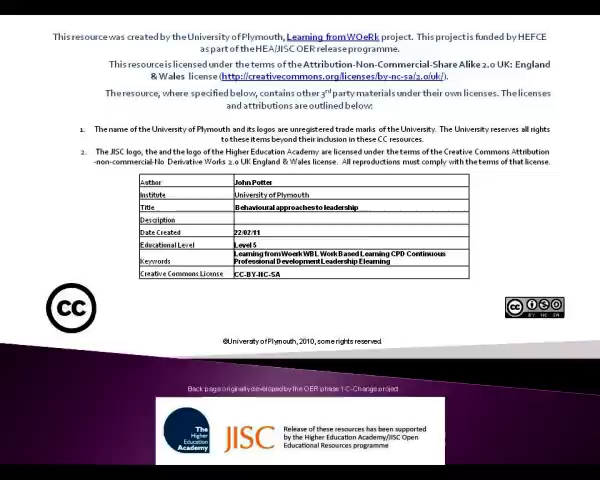 This resource was created by the University of Plymouth, Learning from WOeRk project. This project is funded by HEFCE
as part of the HEA/JISC OER release programme.
This resource is licensed under the terms of the Attribution-Non-Commercial-Share Alike 2.0 UK: England
& Wales license (http://creativecommons.org/licenses/by-nc-sa/2.0/uk/).
The resource, where specified below, contains other 3rd party materials under their own licenses. The licenses
and attributions are outlined below:
1. The name of the University of Plymouth and its logos are unregistered trade marks of the University. The University reserves all rights
to these items beyond their inclusion in these CC resources.
2. The JISC logo, the and the logo of the Higher Education Academy are licensed under the terms of the Creative Commons Attribution
-non-commercial-No Derivative Works 2.0 UK England & Wales license. All reproductions must comply with the terms of that license.
Author John Potter
Institute University of Plymouth
Title Behavioural approaches to leadership
Description
Date Created 22/02/11
Educational Level Level 5
Learning from Woerk WBL Work Based Learning CPD Continuous
Keywords Professional Development Leadership Elearning
Creative Commons License CC-BY-NC-SA
CC
CC
BY NC SA
©University of Plymouth, 2010, some rights reserved
Back page originally developed by the OER phase 1 C-Change project
The
Higher
Education
Academy
JISC
Release of these resources has been supported
by the Higher Education Academy/JISC Open
Educational Resources programme